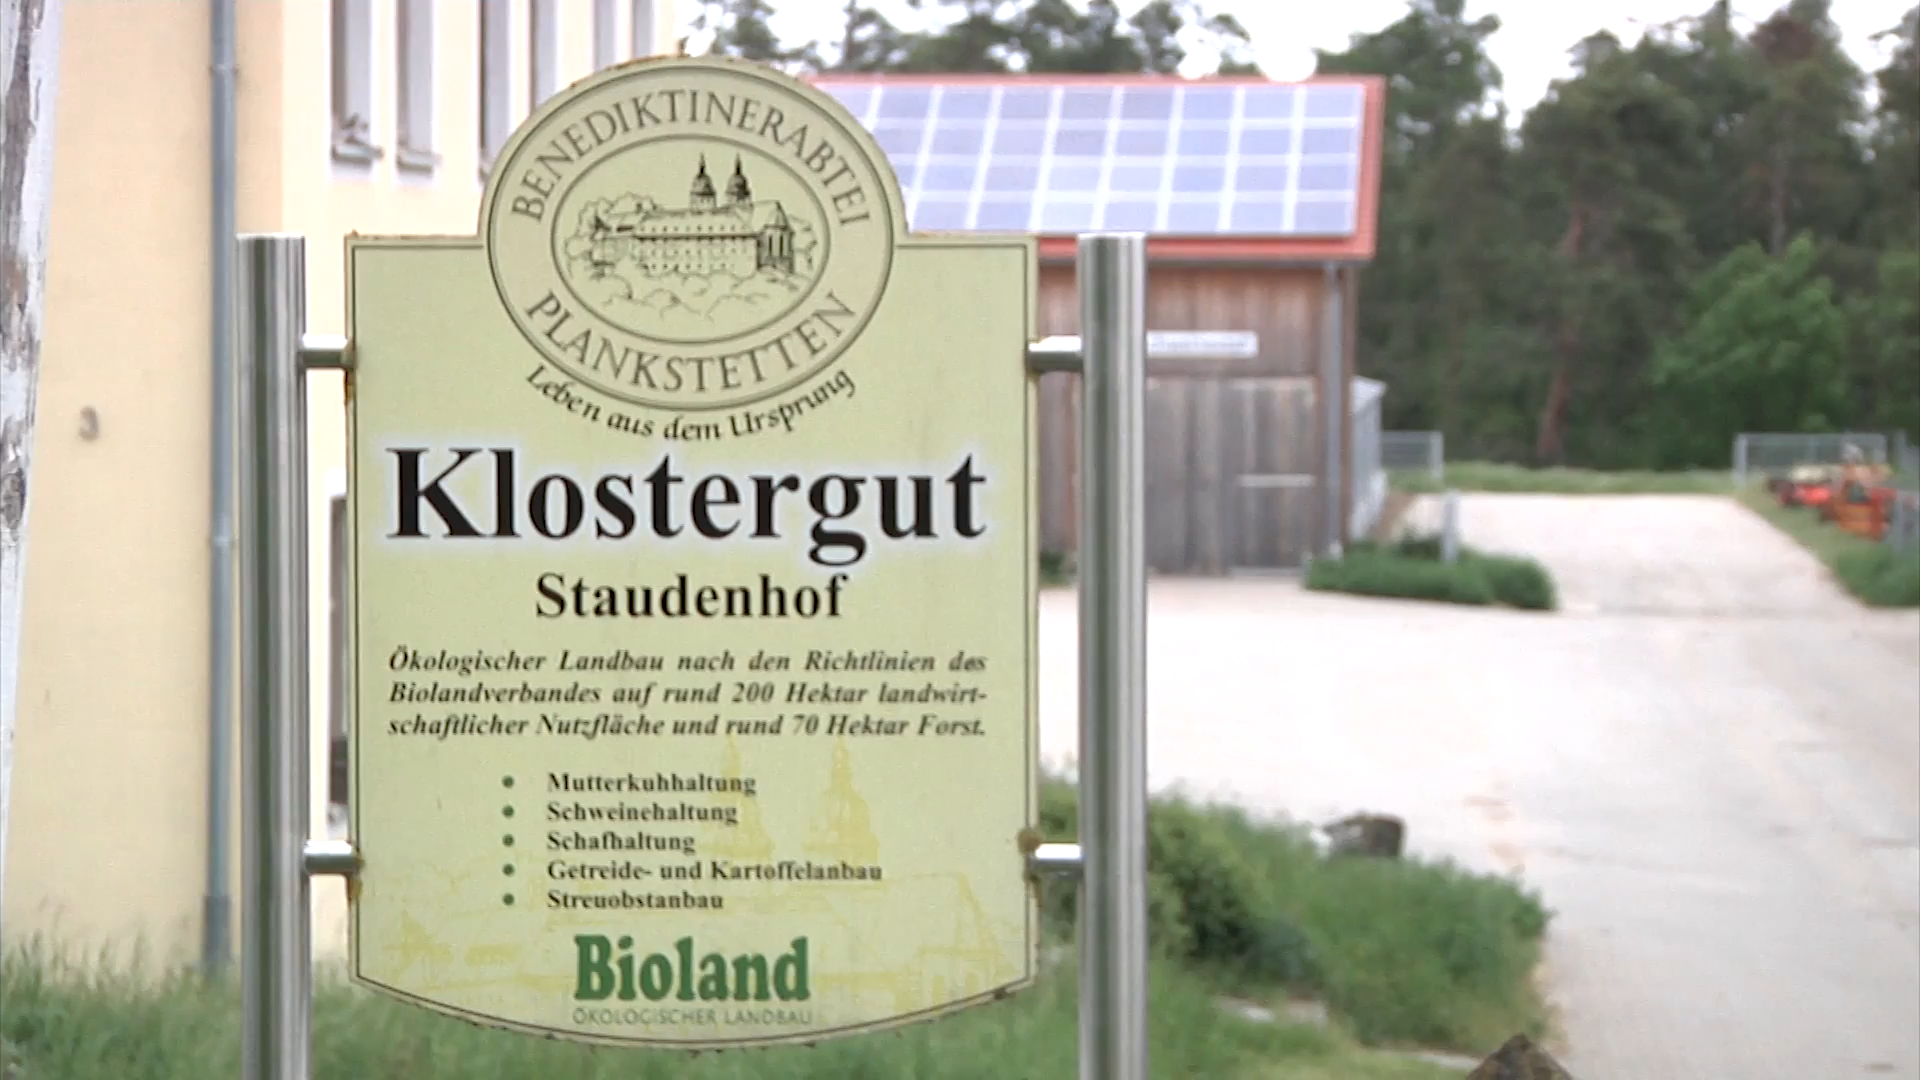 BENEDIKTINERABTEI
PLANKSTETTEN
Leben aus dem Ursprung
Klostergut
Staudenhof
Ökologischer Landbau nach den Richtlinien des
Biolandverbandes auf rund 200 Hektar landwirt-
schaftlicher Nutzfläche und rund 70 Hektar Forst.
• Mutterkuhhaltung
• Schweinehaltung
• Schafhaltung
• Getreide- und Kartoffelanbau
• Streuobstanbau
Bioland
ÖKOLOGISCHER LANDBAU